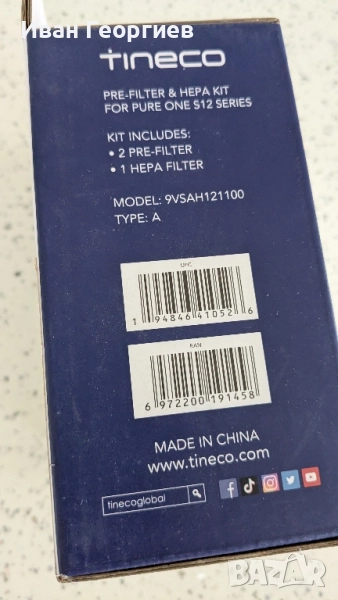 Иван Георгиев
TINECO
PRE-FILTER & HEPA KIT
FOR PURE ONE S12 SERIES
KIT INCLUDES:
• 2 PRE-FILTER
• 1 HEPA FILTER
MODEL: 9VSAH121100
TYPE: A
UPC
1 94846 41052 6
EAN
6 972200 191458
MADE IN CHINA
www.tineco.com
tinecoglobal
BAZAR